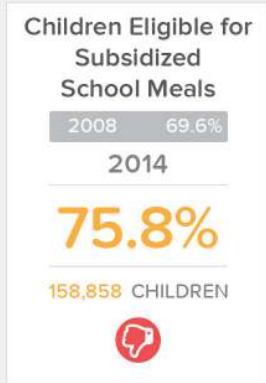 Children Eligible for
Subsidized
School Meals
2008 69.6%
2014
75.8%
158,858 CHILDREN